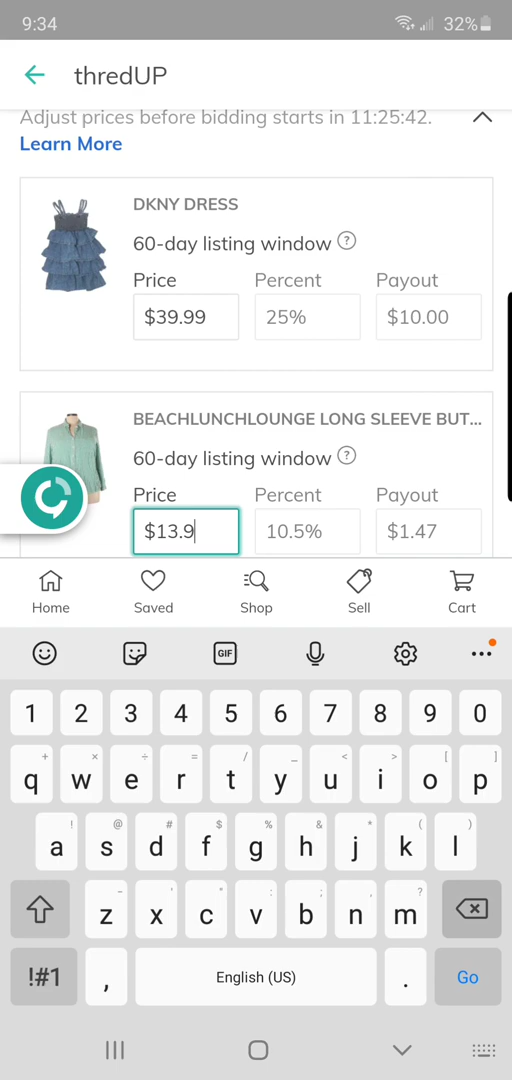 9:34
32%
thredUP
Adjust prices before bidding starts in 11:25:42.
Learn More
DKNY DRESS
60-day listing window ?
Price Percent Payout
$39.99 25% $10.00
BEACHLUNCHLOUNGE LONG SLEEVE BUT...
60-day listing window ?
Price Percent Payout
$13.9 10.5% $1.47
Home Saved Shop Sell Cart
GIF
1 2 3 4 5 6 7 8 9 0
+ × ÷ = / _ < > [ ]
q w e r t y u i o p
! @ # $ % & * ( )
a s d f g h j k l
- ' " : ; , ?
z x c v b n m
!#1 , English (US) . Go